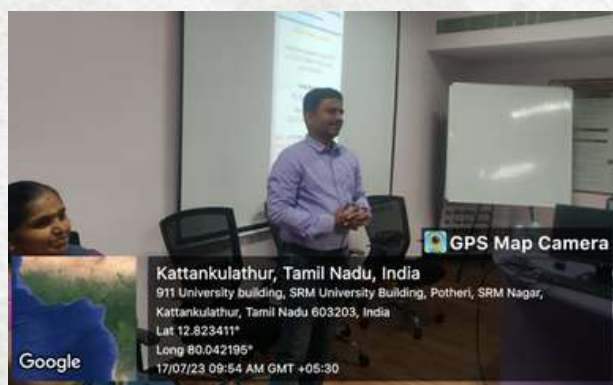 GPS Map Camera
Kattankulathur, Tamil Nadu, India
911 University building, SRM University Building, Potheri, SRM Nagar,
Kattankulathur, Tamil Nadu 603203, India
Lat 12.823411°
Long 80.042195°
17/07/23 09:54 AM GMT +05:30
Google